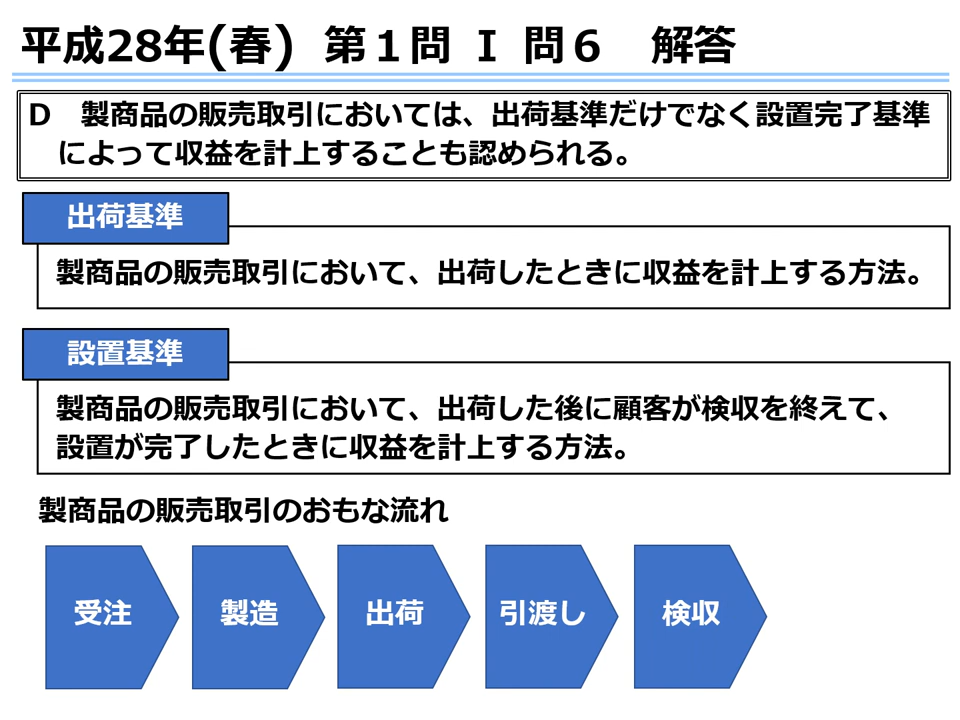 平成28年(春) 第１問 Ⅰ 問６　解答
D　製商品の販売取引においては、出荷基準だけでなく設置完了基準
によって収益を計上することも認められる。
出荷基準
製商品の販売取引において、出荷したときに収益を計上する方法。
設置基準
製商品の販売取引において、出荷した後に顧客が検収を終えて、
設置が完了したときに収益を計上する方法。
製商品の販売取引のおもな流れ
受注
製造
出荷
引渡し
検収